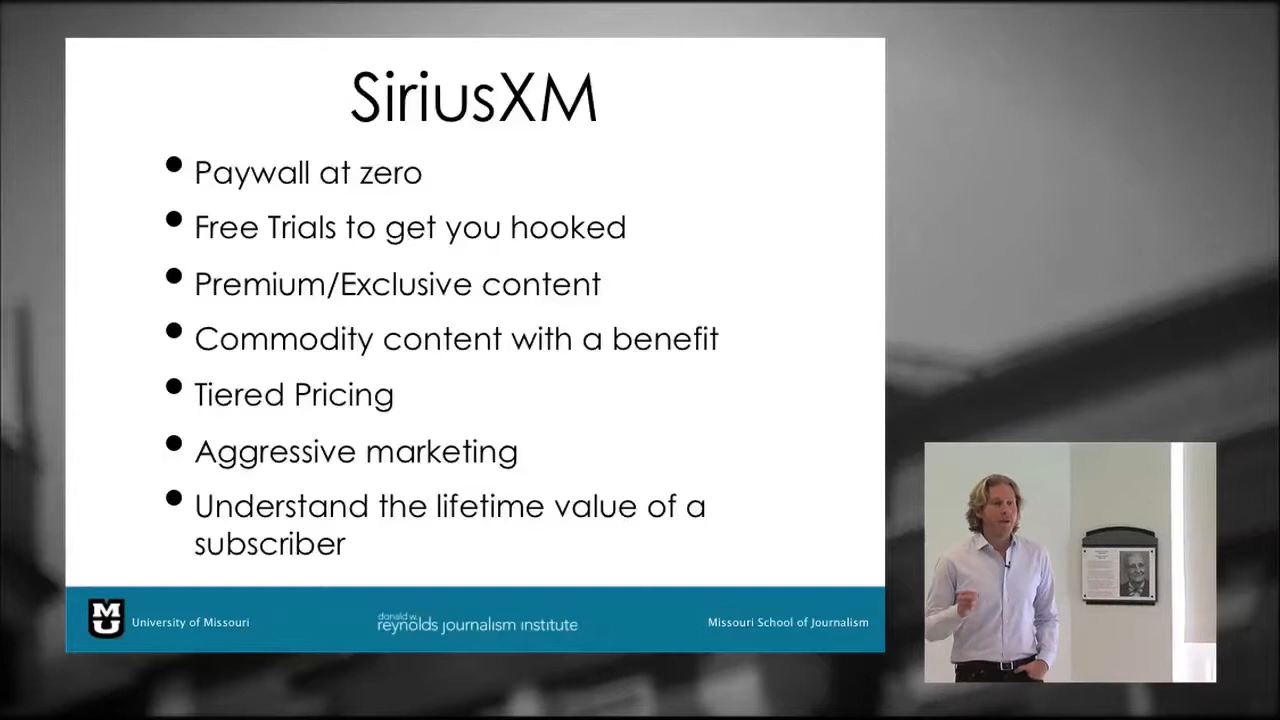 SiriusXM
• Paywall at zero
• Free Trials to get you hooked
• Premium/Exclusive content
• Commodity content with a benefit
• Tiered Pricing
• Aggressive marketing
• Understand the lifetime value of a
subscriber
MU
University of Missouri
donald w.
reynolds journalism institute
Missouri School of Journalism